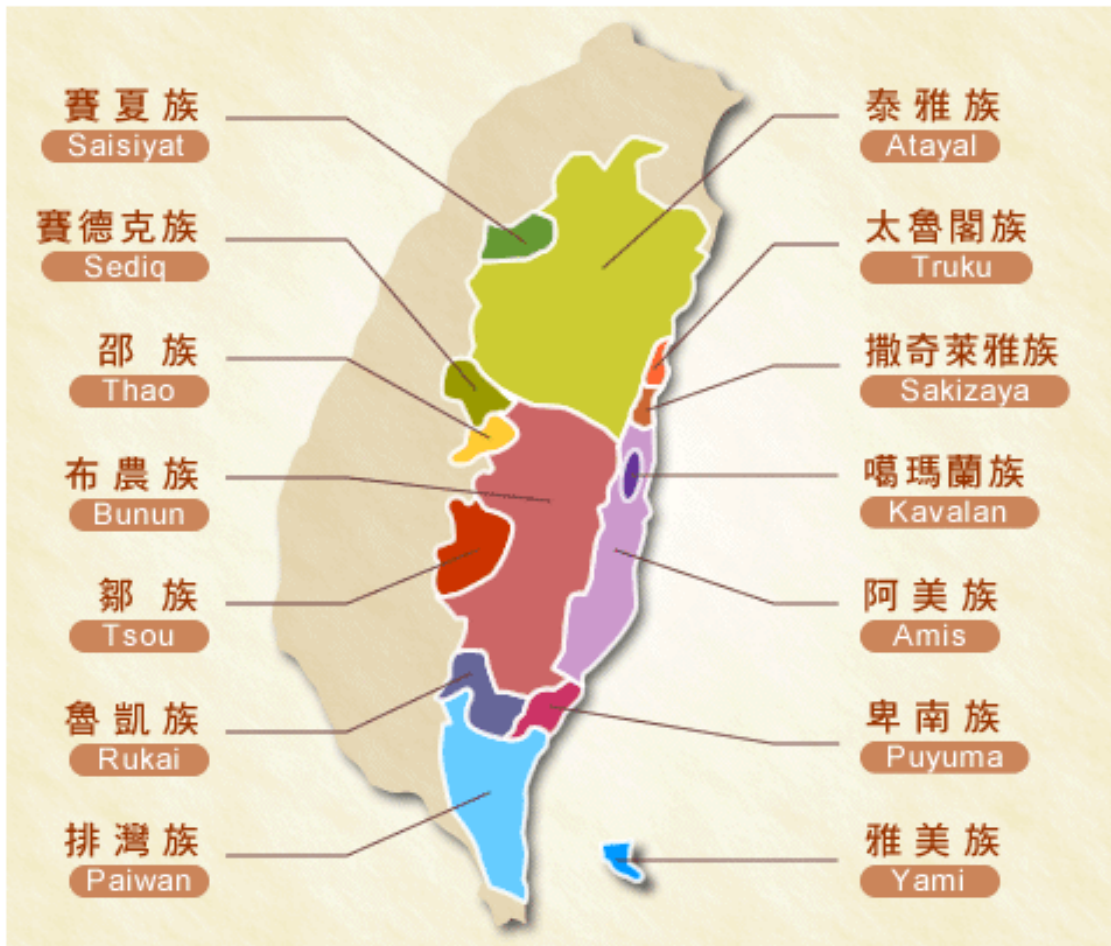 賽夏族
Saisiyat
賽德克族
Sediq
邵族
Thao
布農族
Bunun
鄒族
Tsou
魯凱族
Rukai
排灣族
Paiwan
泰雅族
Atayal
太魯閣族
Truku
撒奇萊雅族
Sakizaya
噶瑪蘭族
Kavalan
阿美族
Amis
卑南族
Puyuma
雅美族
Yami